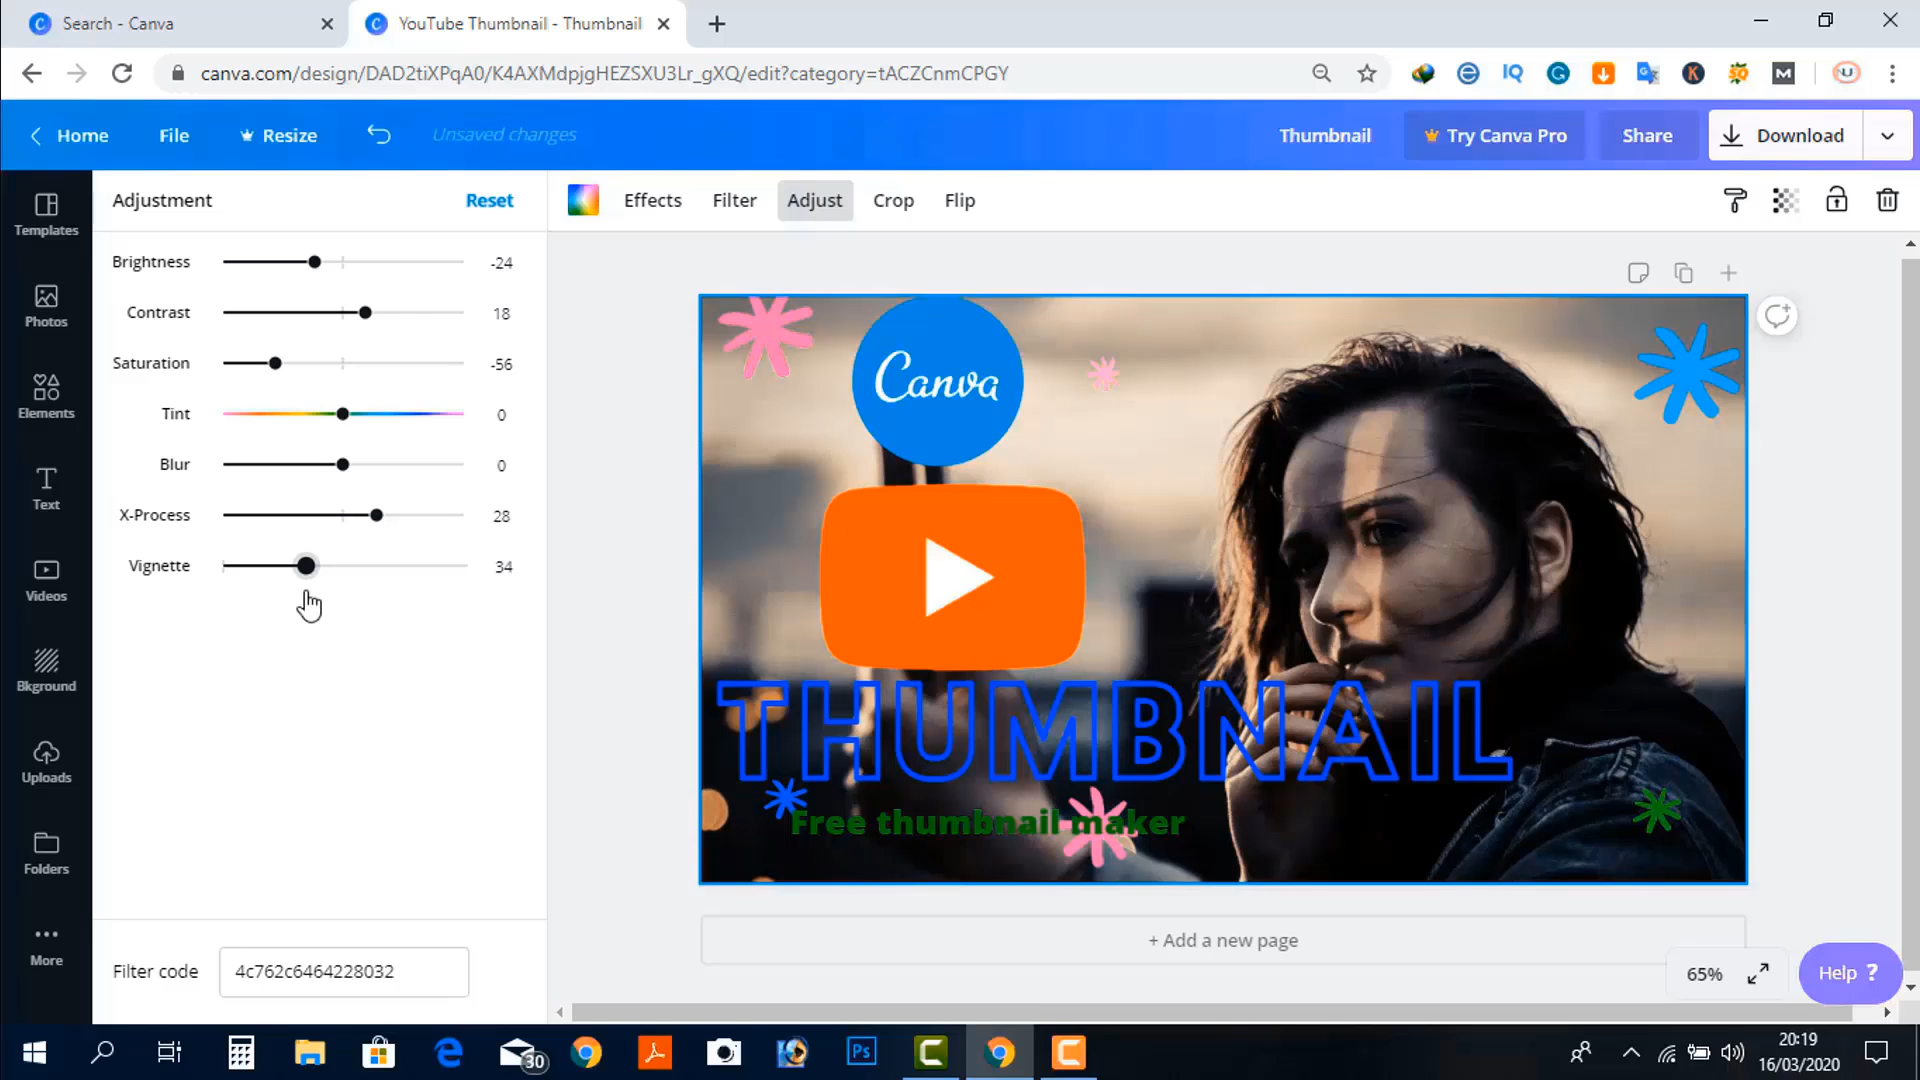 Search - Canva
YouTube Thumbnail - Thumbnail
canva.com/design/DAD2tiXPqA0/K4AXMdpjgHEZSXU3Lr_gXQ/edit?category=tACZCnmCPGY
Home
File
Resize
Unsaved changes
Thumbnail
Try Canva Pro
Share
Download
Adjustment
Reset
Effects
Filter
Adjust
Crop
Flip
Templates
Photos
Elements
Text
Videos
Bkground
Uploads
Folders
More
Brightness -24
Contrast 18
Saturation -56
Tint 0
Blur 0
X-Process 28
Vignette 34
Filter code 4c762c6464228032
Canva
THUMBNAIL
Free thumbnail maker
+ Add a new page
65%
Help ?
30
Ps
20:19
16/03/2020